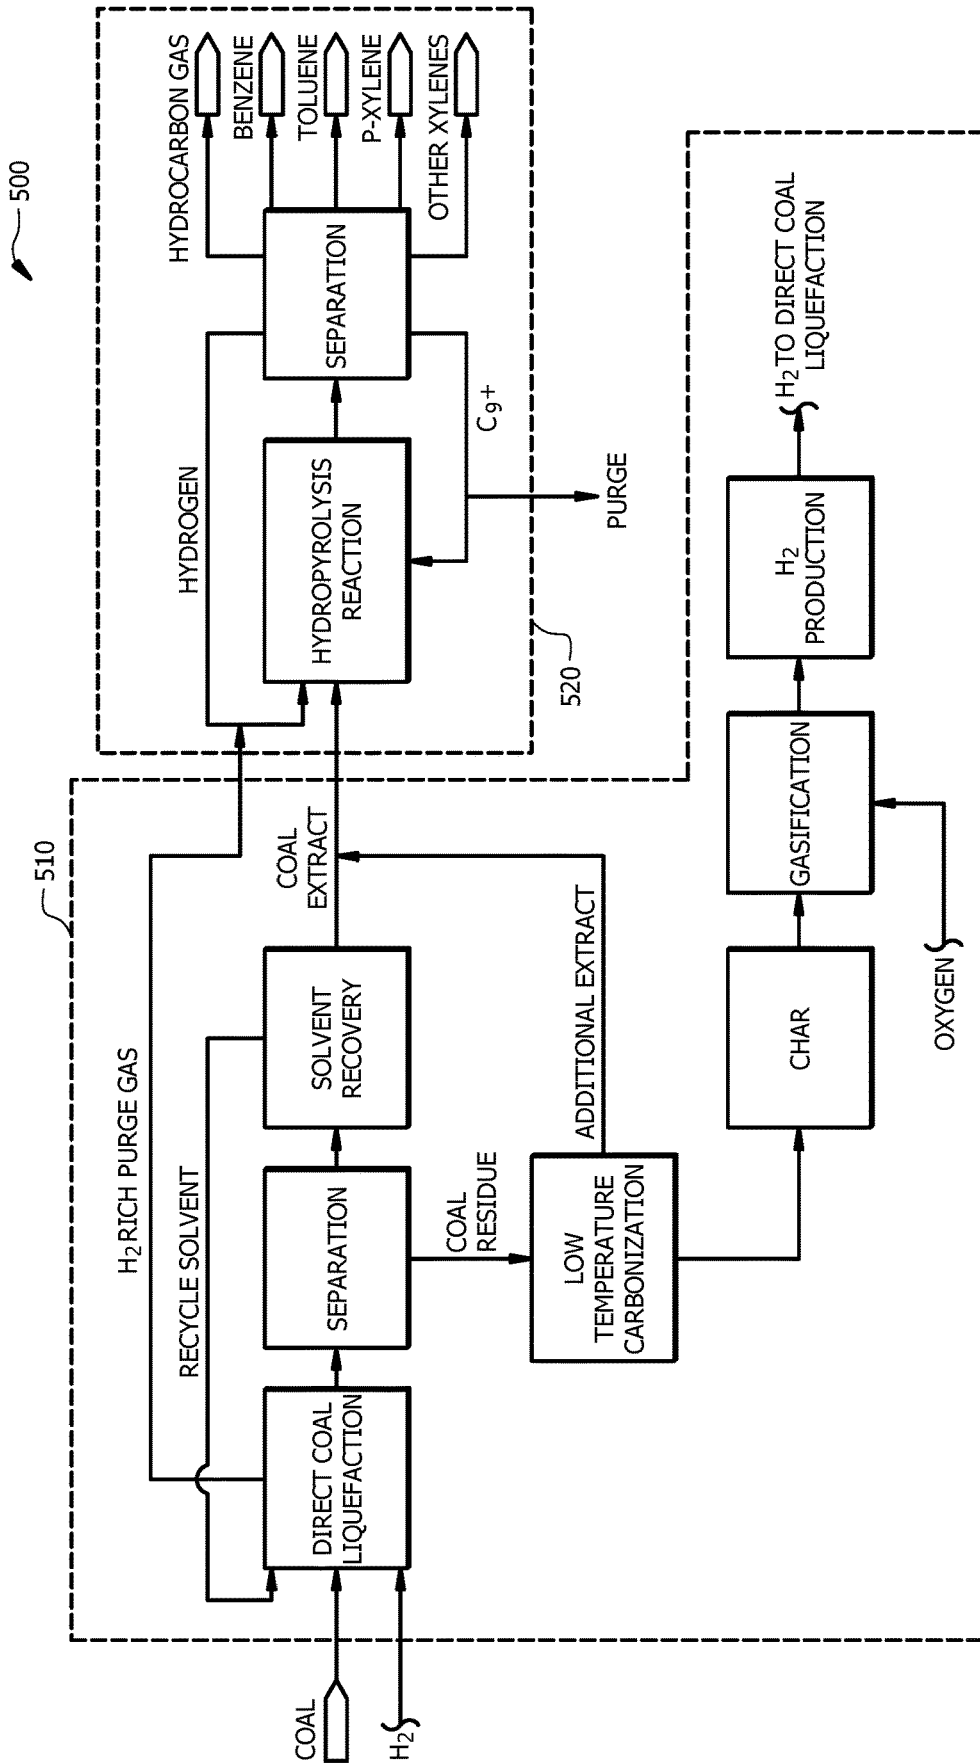 500
510
H2 RICH PURGE GAS
RECYCLE SOLVENT
COAL
H2
DIRECT COAL
LIQUEFACTION
SEPARATION
SOLVENT
RECOVERY
COAL
EXTRACT
COAL
RESIDUE
LOW
TEMPERATURE
CARBONIZATION
ADDITIONAL EXTRACT
CHAR
OXYGEN
GASIFICATION
H2
PRODUCTION
H2 TO DIRECT COAL
LIQUEFACTION
520
HYDROGEN
HYDROPYROLYSIS
REACTION
SEPARATION
C9+
PURGE
HYDROCARBON GAS
BENZENE
TOLUENE
P-XYLENE
OTHER XYLENES